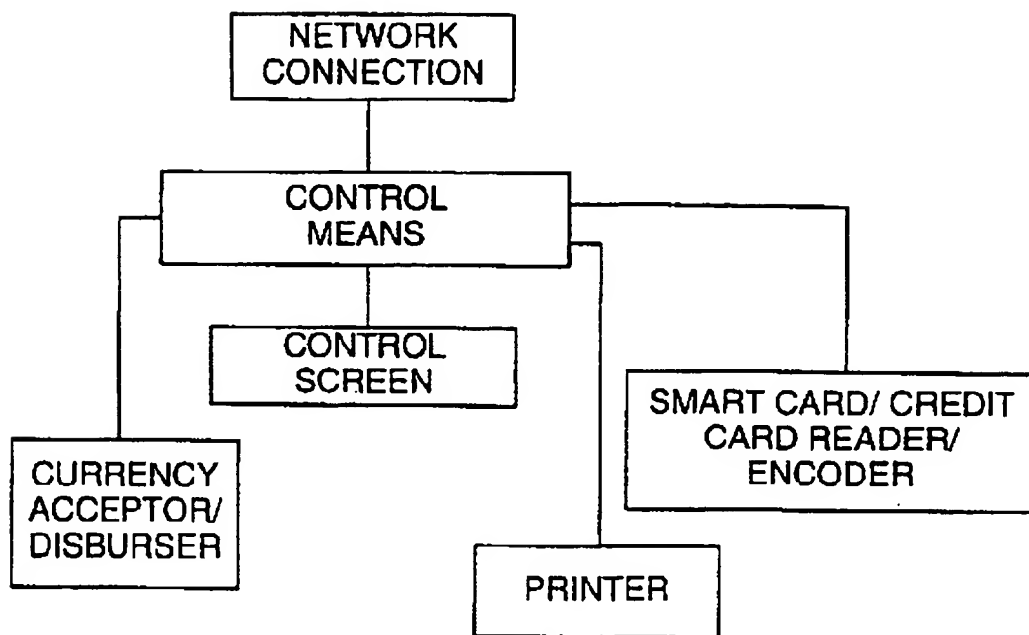 NETWORK
CONNECTION
CONTROL
MEANS
CONTROL
SCREEN
SMART CARD/ CREDIT
CARD READER/
ENCODER
CURRENCY
ACCEPTOR/
DISBURSER
PRINTER